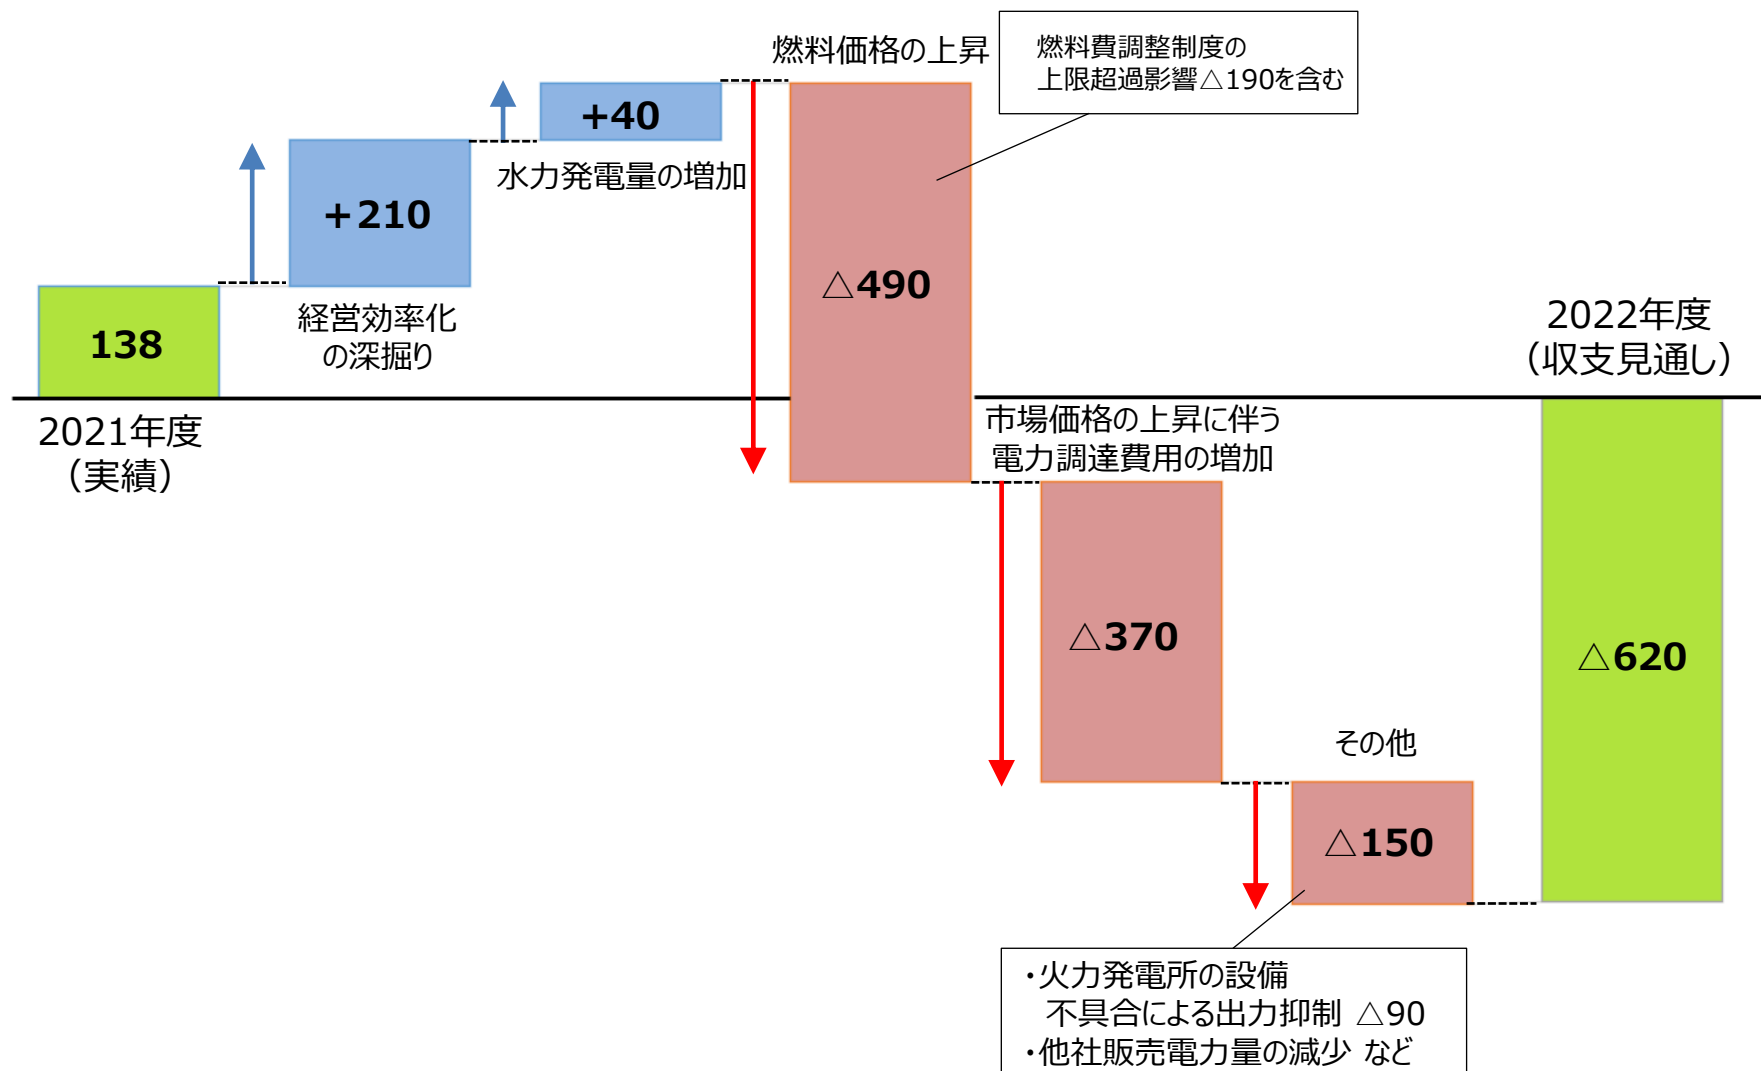 燃料価格の上昇
燃料費調整制度の
上限超過影響△190を含む
+40
水力発電量の増加
+210
△490
経営効率化
の深掘り
138
2021年度
（実績）
2022年度
（収支見通し）
市場価格の上昇に伴う
電力調達費用の増加
△370
△620
その他
△150
・火力発電所の設備
不具合による出力抑制 △90
・他社販売電力量の減少 など